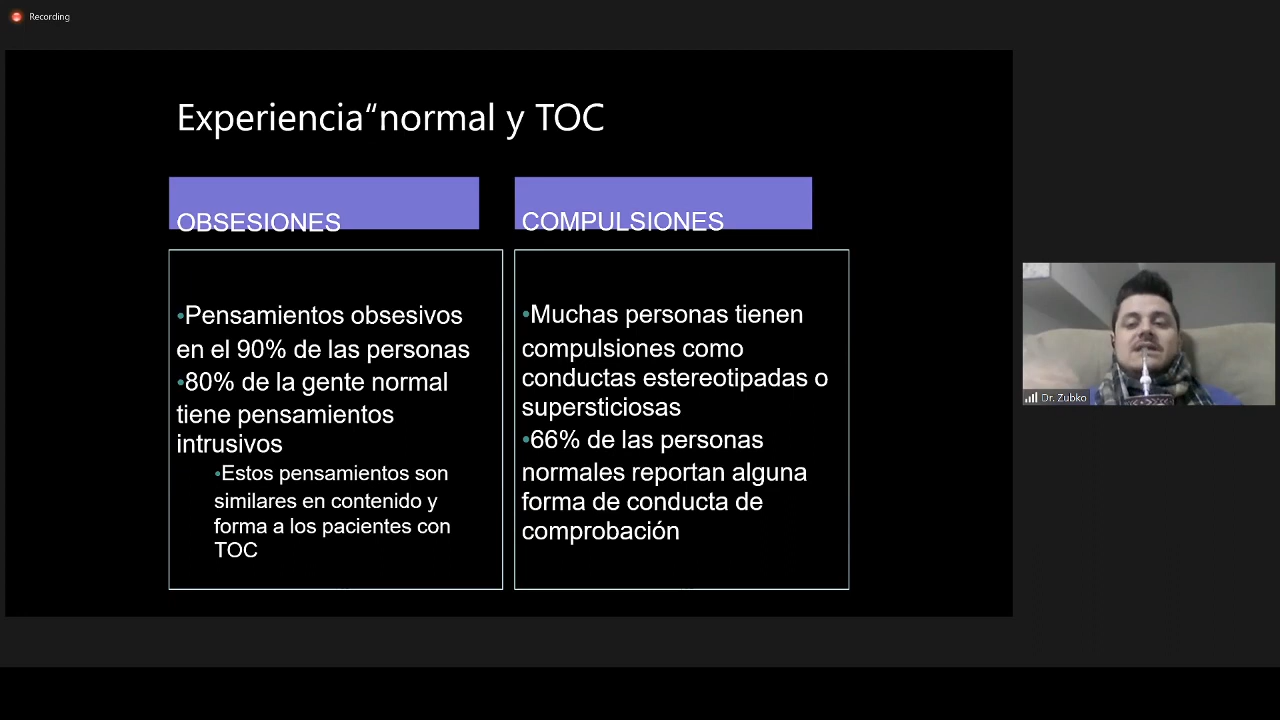 Recording
Experiencia“normal y TOC
OBSESIONES
•Pensamientos obsesivos
en el 90% de las personas
•80% de la gente normal
tiene pensamientos
intrusivos
•Estos pensamientos son
similares en contenido y
forma a los pacientes con
TOC
COMPULSIONES
•Muchas personas tienen
compulsiones como
conductas estereotipadas o
supersticiosas
•66% de las personas
normales reportan alguna
forma de conducta de
comprobación
Dr. Zubko